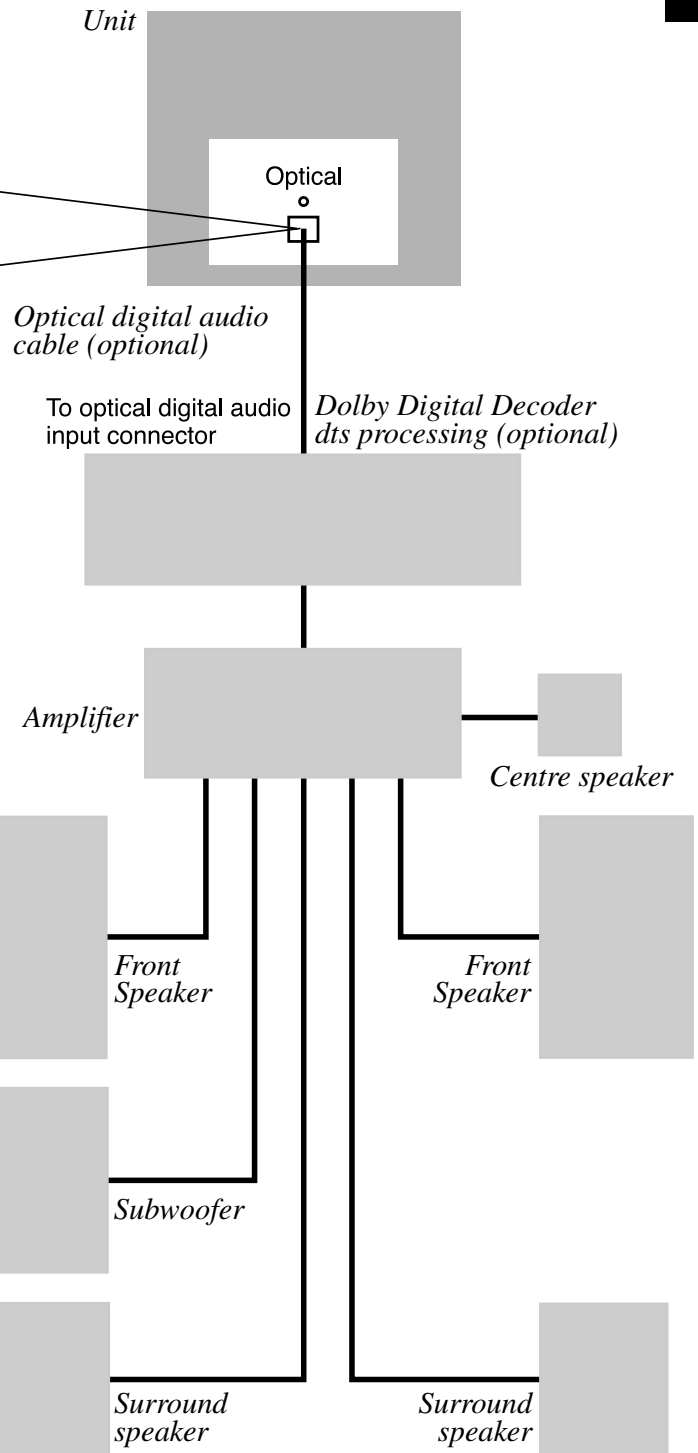 Unit
Optical
Optical digital audio
cable (optional)
To optical digital audio
input connector
Dolby Digital Decoder
dts processing (optional)
Amplifier
Centre speaker
Front
Speaker
Front
Speaker
Subwoofer
Surround
speaker
Surround
speaker